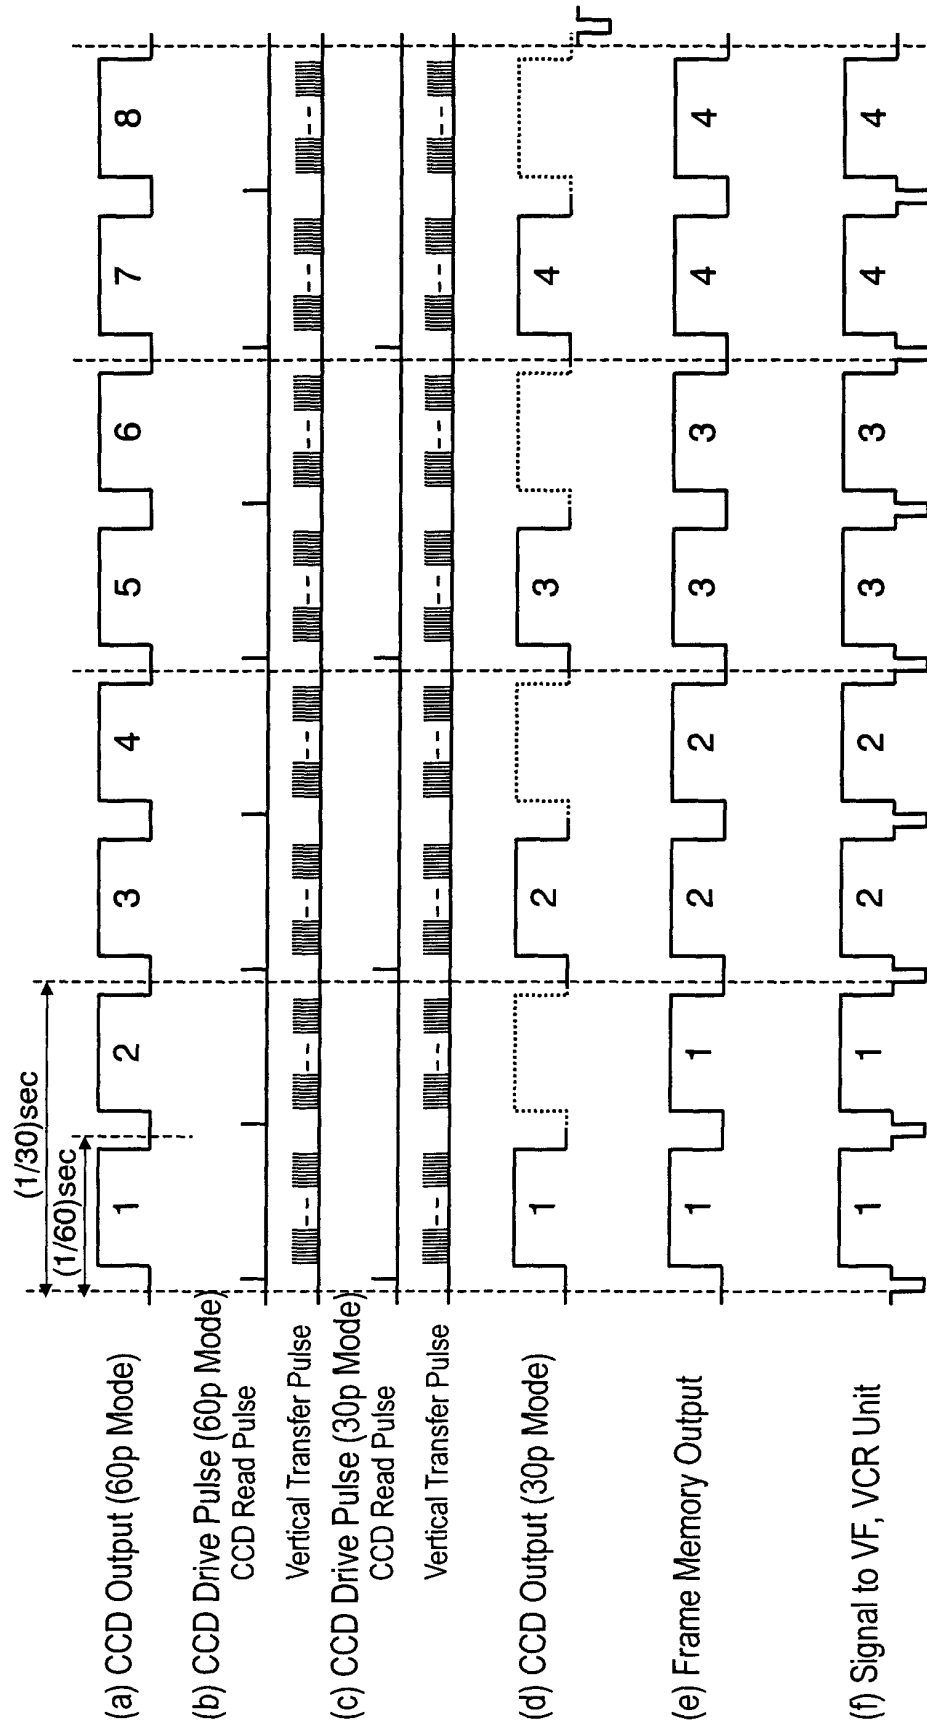 (1/30)sec
(1/60)sec
(a) CCD Output (60p Mode)
1 2 3 4 5 6 7 8
(b) CCD Drive Pulse (60p Mode)
CCD Read Pulse
Vertical Transfer Pulse
(c) CCD Drive Pulse (30p Mode)
CCD Read Pulse
Vertical Transfer Pulse
(d) CCD Output (30p Mode)
1 2 3 4
(e) Frame Memory Output
1 1 2 2 3 3 4 4
(f) Signal to VF, VCR Unit
1 1 2 2 3 3 4 4